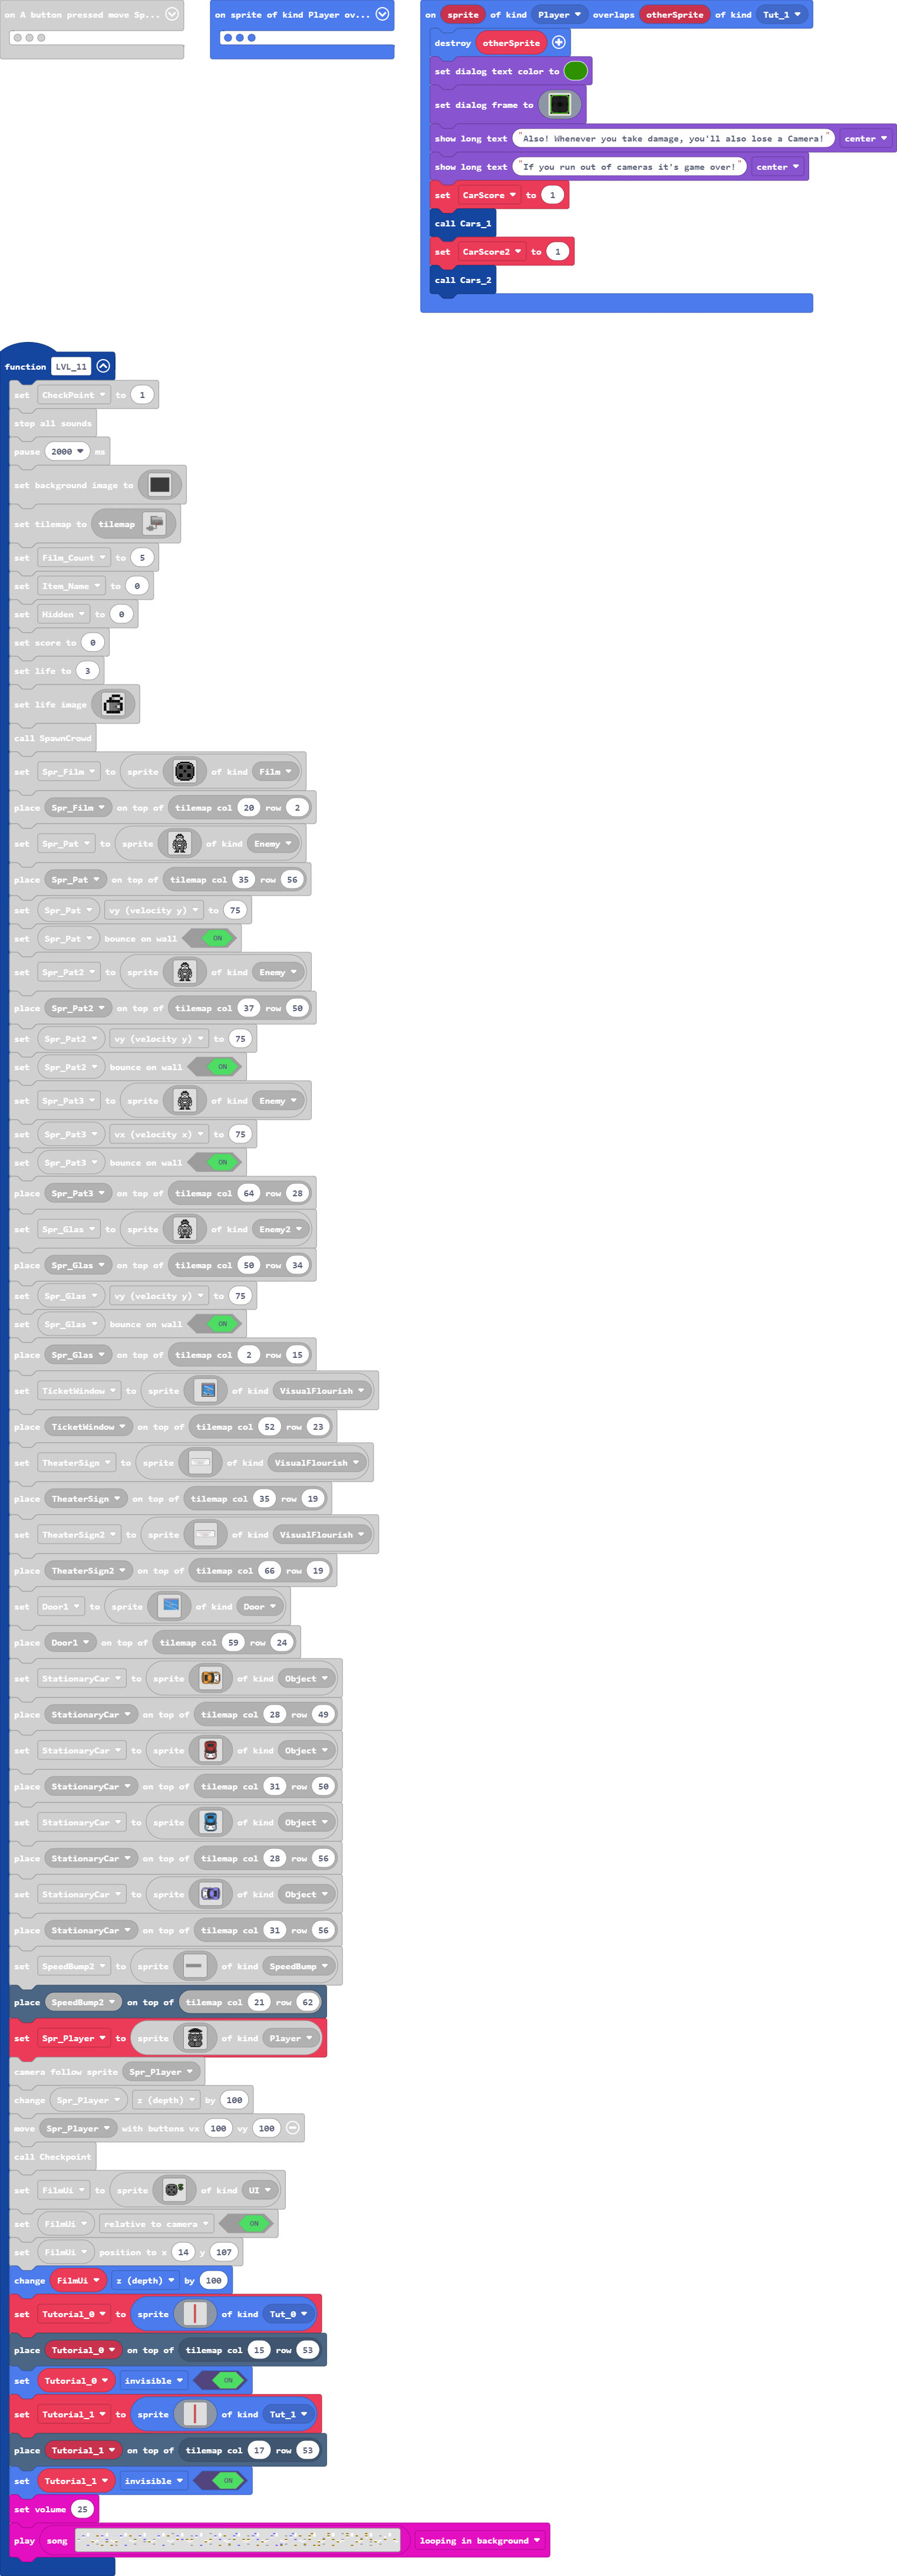 on A button pressed move Sp...
on sprite of kind Player ov...
on sprite of kind Player overlaps otherSprite of kind Tut_1
destroy otherSprite
set dialog text color to
set dialog frame to
show long text "Also! Whenever you take damage, you'll also lose a Camera!" center
show long text "If you run out of cameras it's game over!" center
set CarScore to 1
call Cars_1
set CarScore2 to 1
call Cars_2
function LVL_11
set CheckPoint to 1
stop all sounds
pause 2000 ms
set background image to
set tilemap to tilemap
set Film_Count to 5
set Item_Name to 0
set Hidden to 0
set score to 0
set life to 3
set life image
call SpawnCrowd
set Spr_Film to sprite of kind Film
place Spr_Film on top of tilemap col 20 row 2
set Spr_Pat to sprite of kind Enemy
place Spr_Pat on top of tilemap col 35 row 56
set Spr_Pat vy (velocity y) to 75
set Spr_Pat bounce on wall ON
set Spr_Pat2 to sprite of kind Enemy
place Spr_Pat2 on top of tilemap col 37 row 50
set Spr_Pat2 vy (velocity y) to 75
set Spr_Pat2 bounce on wall ON
set Spr_Pat3 to sprite of kind Enemy
set Spr_Pat3 vx (velocity x) to 75
set Spr_Pat3 bounce on wall ON
place Spr_Pat3 on top of tilemap col 64 row 28
set Spr_Glas to sprite of kind Enemy2
place Spr_Glas on top of tilemap col 50 row 34
set Spr_Glas vy (velocity y) to 75
set Spr_Glas bounce on wall ON
place Spr_Glas on top of tilemap col 2 row 15
set TicketWindow to sprite of kind VisualFlourish
place TicketWindow on top of tilemap col 52 row 23
set TheaterSign to sprite of kind VisualFlourish
place TheaterSign on top of tilemap col 35 row 19
set TheaterSign2 to sprite of kind VisualFlourish
place TheaterSign2 on top of tilemap col 66 row 19
set Door1 to sprite of kind Door
place Door1 on top of tilemap col 59 row 24
set StationaryCar to sprite of kind Object
place StationaryCar on top of tilemap col 28 row 49
set StationaryCar to sprite of kind Object
place StationaryCar on top of tilemap col 31 row 50
set StationaryCar to sprite of kind Object
place StationaryCar on top of tilemap col 28 row 56
set StationaryCar to sprite of kind Object
place StationaryCar on top of tilemap col 31 row 56
set SpeedBump2 to sprite of kind SpeedBump
place SpeedBump2 on top of tilemap col 21 row 62
set Spr_Player to sprite of kind Player
camera follow sprite Spr_Player
change Spr_Player z (depth) by 100
move Spr_Player with buttons vx 100 vy 100
call Checkpoint
set FilmUi to sprite of kind UI
set FilmUi relative to camera ON
set FilmUi position to x 14 y 107
change FilmUi z (depth) by 100
set Tutorial_0 to sprite of kind Tut_0
place Tutorial_0 on top of tilemap col 15 row 53
set Tutorial_0 invisible ON
set Tutorial_1 to sprite of kind Tut_1
place Tutorial_1 on top of tilemap col 17 row 53
set Tutorial_1 invisible ON
set volume 25
play song looping in background